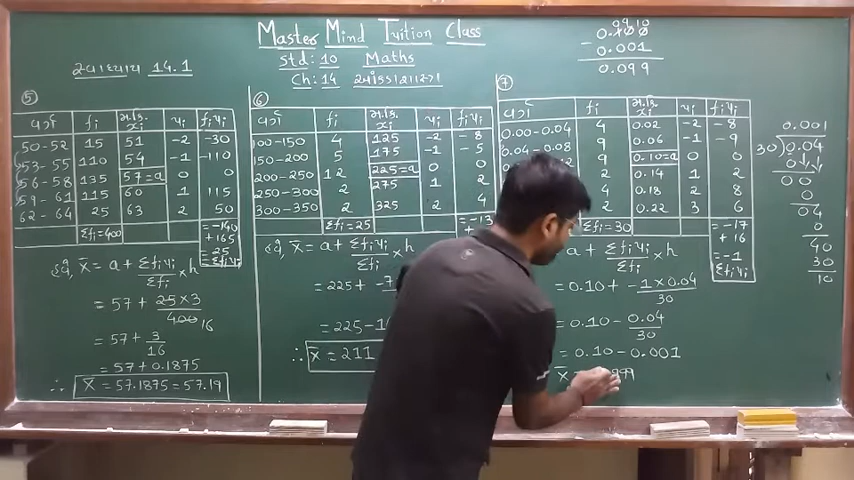 Master Mind Tuition Class
Std: 10 Maths
Ch: 14 આંકડાશાસ્ત્ર
સ્વાધ્યાય 14.1
0.099
- 0.001
0.099
⑤
વર્ગ fi મ.કિં. xi ui fiui
50-52 15 51 -2 -30
53-55 110 54 -1 -110
56-58 135 57=a 0 0
59-61 115 60 1 115
62-64 25 63 2 50
Σfi=400 =-140
+165
= 25
=Σfiui
હવે, x̄ = a + Σfiui/Σfi × h
= 57 + 25×3/400 16
= 57 + 3/16
= 57 + 0.1875
∴ x̄ = 57.1875 = 57.19
⑥
વર્ગ fi મ.કિં. xi ui fiui
100-150 4 125 -2 -8
150-200 5 175 -1 -5
200-250 12 225=a 0 0
250-300 2 275 1 2
300-350 2 325 2 4
Σfi=25 =-13
હવે, x̄ = a + Σfiui/Σfi × h
= 225 + -7
= 225 - 1
∴ x̄ = 211
⑦
વર્ગ fi મ.કિં. xi ui fiui
0.00-0.04 4 0.02 -2 -8
0.04-0.08 9 0.06 -1 -9
9 0.10=a 0 0
2 0.14 1 2
4 0.18 2 8
2 0.22 3 6
Σfi=30 =-17
+16
=-1
Σfiui
a + Σfiui/Σfi × h
= 0.10 + -1×0.04/30
= 0.10 - 0.04/30
= 0.10 - 0.001
x̄ = 99
0.001
30 0.04
0
00
0
04
0
40
30
10